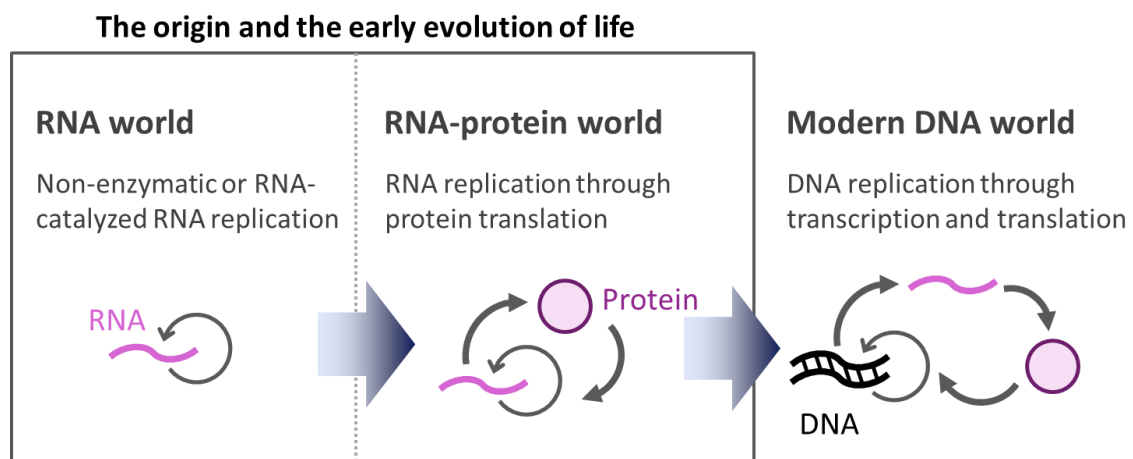 The origin and the early evolution of life
RNA world
Non-enzymatic or RNA-
catalyzed RNA replication
RNA
RNA-protein world
RNA replication through
protein translation
Protein
Modern DNA world
DNA replication through
transcription and translation
DNA